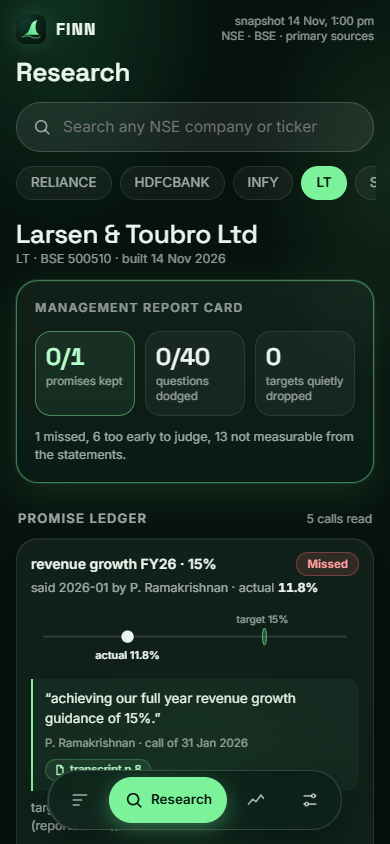 FINN
snapshot 14 Nov, 1:00 pm
NSE · BSE · primary sources
Research
Search any NSE company or ticker
RELIANCE
HDFCBANK
INFY
LT
Larsen & Toubro Ltd
LT · BSE 500510 · built 14 Nov 2026
MANAGEMENT REPORT CARD
0/1
promises kept
0/40
questions
dodged
0
targets quietly
dropped
1 missed, 6 too early to judge, 13 not measurable from
the statements.
PROMISE LEDGER
5 calls read
revenue growth FY26 · 15%
Missed
said 2026-01 by P. Ramakrishnan · actual 11.8%
target 15%
actual 11.8%
“achieving our full year revenue growth
guidance of 15%.”
P. Ramakrishnan · call of 31 Jan 2026
transcript p.8
Research